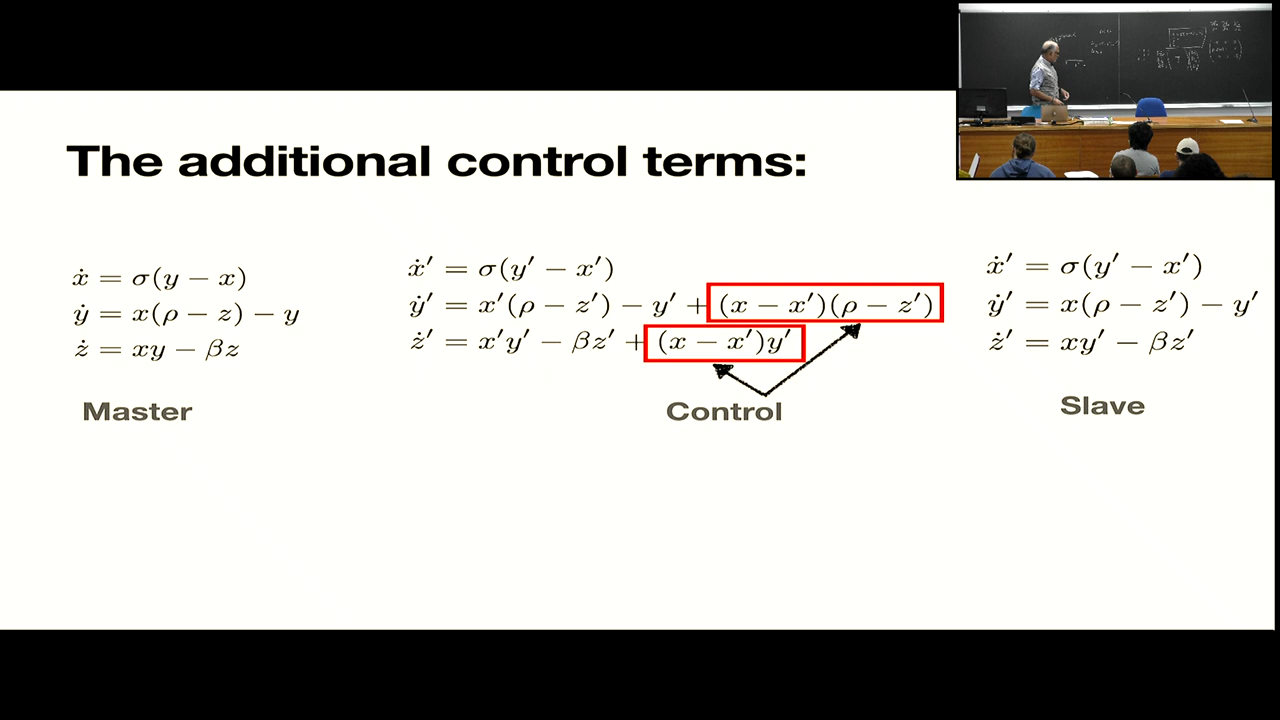 The additional control terms:
ẋ = σ(y − x)
ẏ = x(ρ − z) − y
ż = xy − βz
Master
ẋ′ = σ(y′ − x′)
ẏ′ = x′(ρ − z′) − y′ + (x − x′)(ρ − z′)
ż′ = x′y′ − βz′ + (x − x′)y′
Control
ẋ′ = σ(y′ − x′)
ẏ′ = x(ρ − z′) − y′
ż′ = xy′ − βz′
Slave